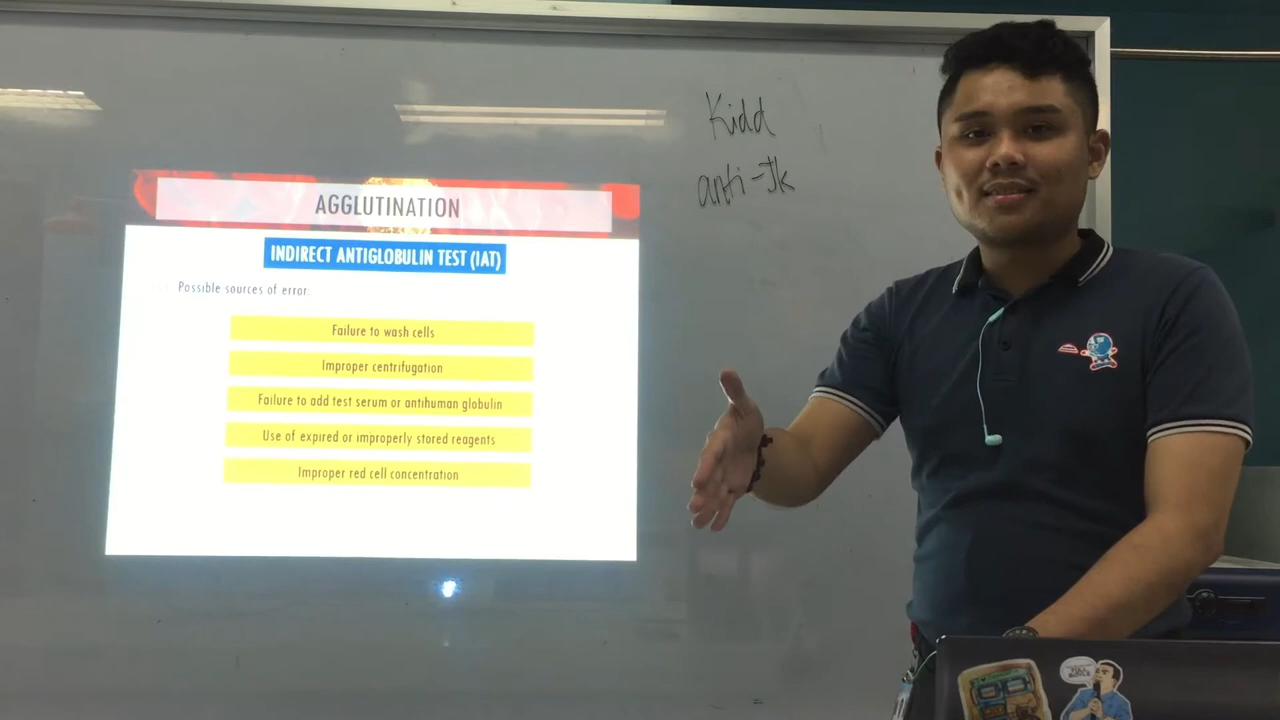 AGGLUTINATION
INDIRECT ANTIGLOBULIN TEST (IAT)
Possible sources of error:
Failure to wash cells
Improper centrifugation
Failure to add test serum or antihuman globulin
Use of expired or improperly stored reagents
Improper red cell concentration
Kidd
anti-Jk